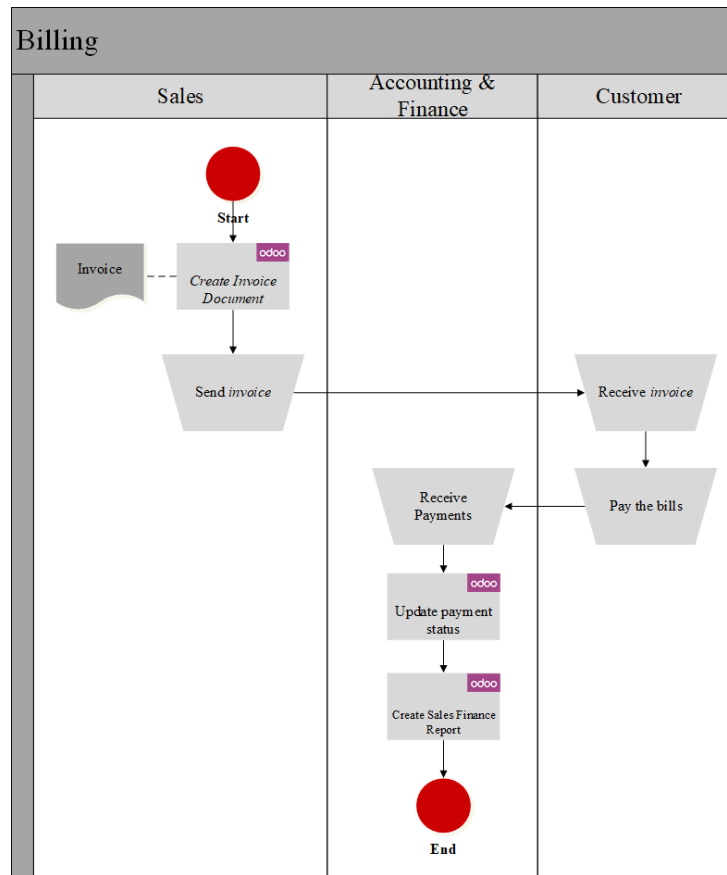 Billing
Sales
Accounting &
Finance
Customer
Start
odoo
Invoice
Create Invoice
Document
Send invoice
Receive invoice
Receive
Payments
Pay the bills
odoo
Update payment
status
odoo
Create Sales Finance
Report
End